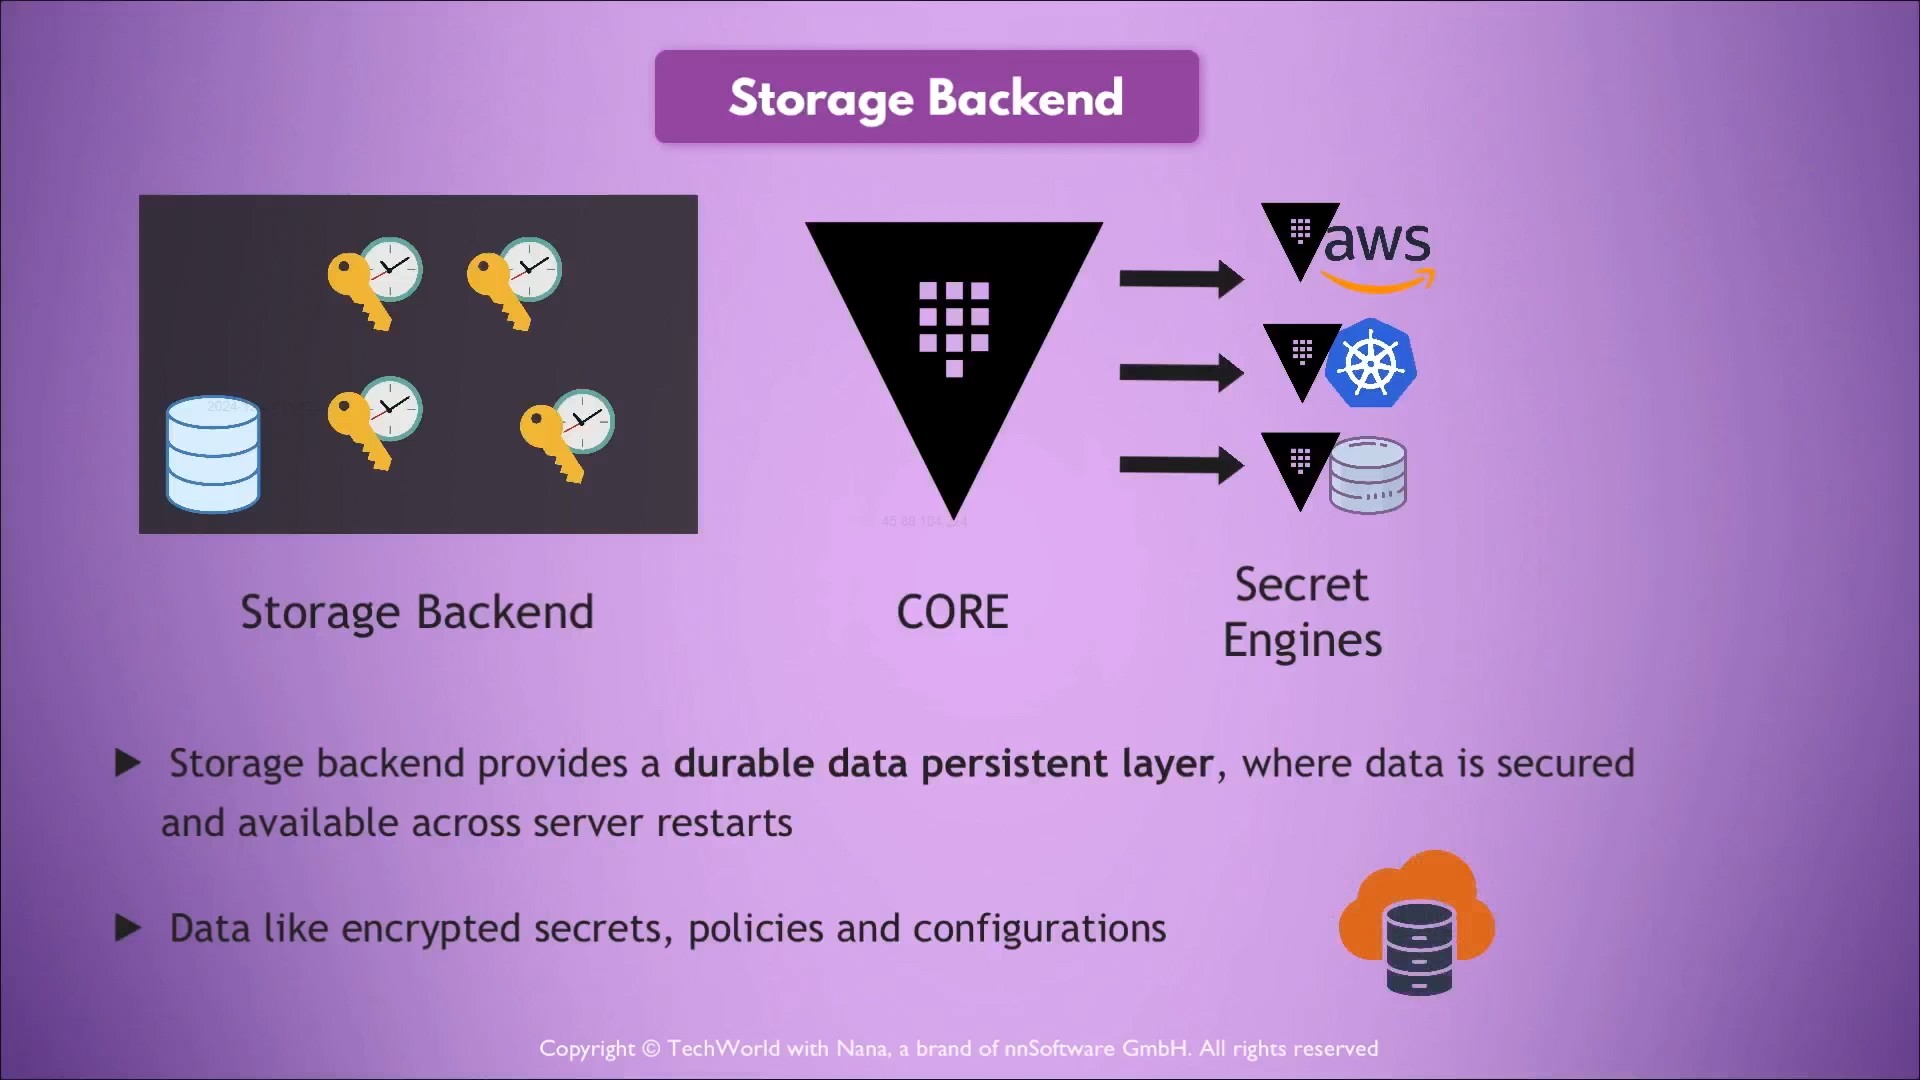 Storage Backend
aws
Storage Backend
CORE
Secret
Engines
▶ Storage backend provides a durable data persistent layer, where data is secured
and available across server restarts
▶ Data like encrypted secrets, policies and configurations
Copyright © TechWorld with Nana, a brand of nnSoftware GmbH. All rights reserved